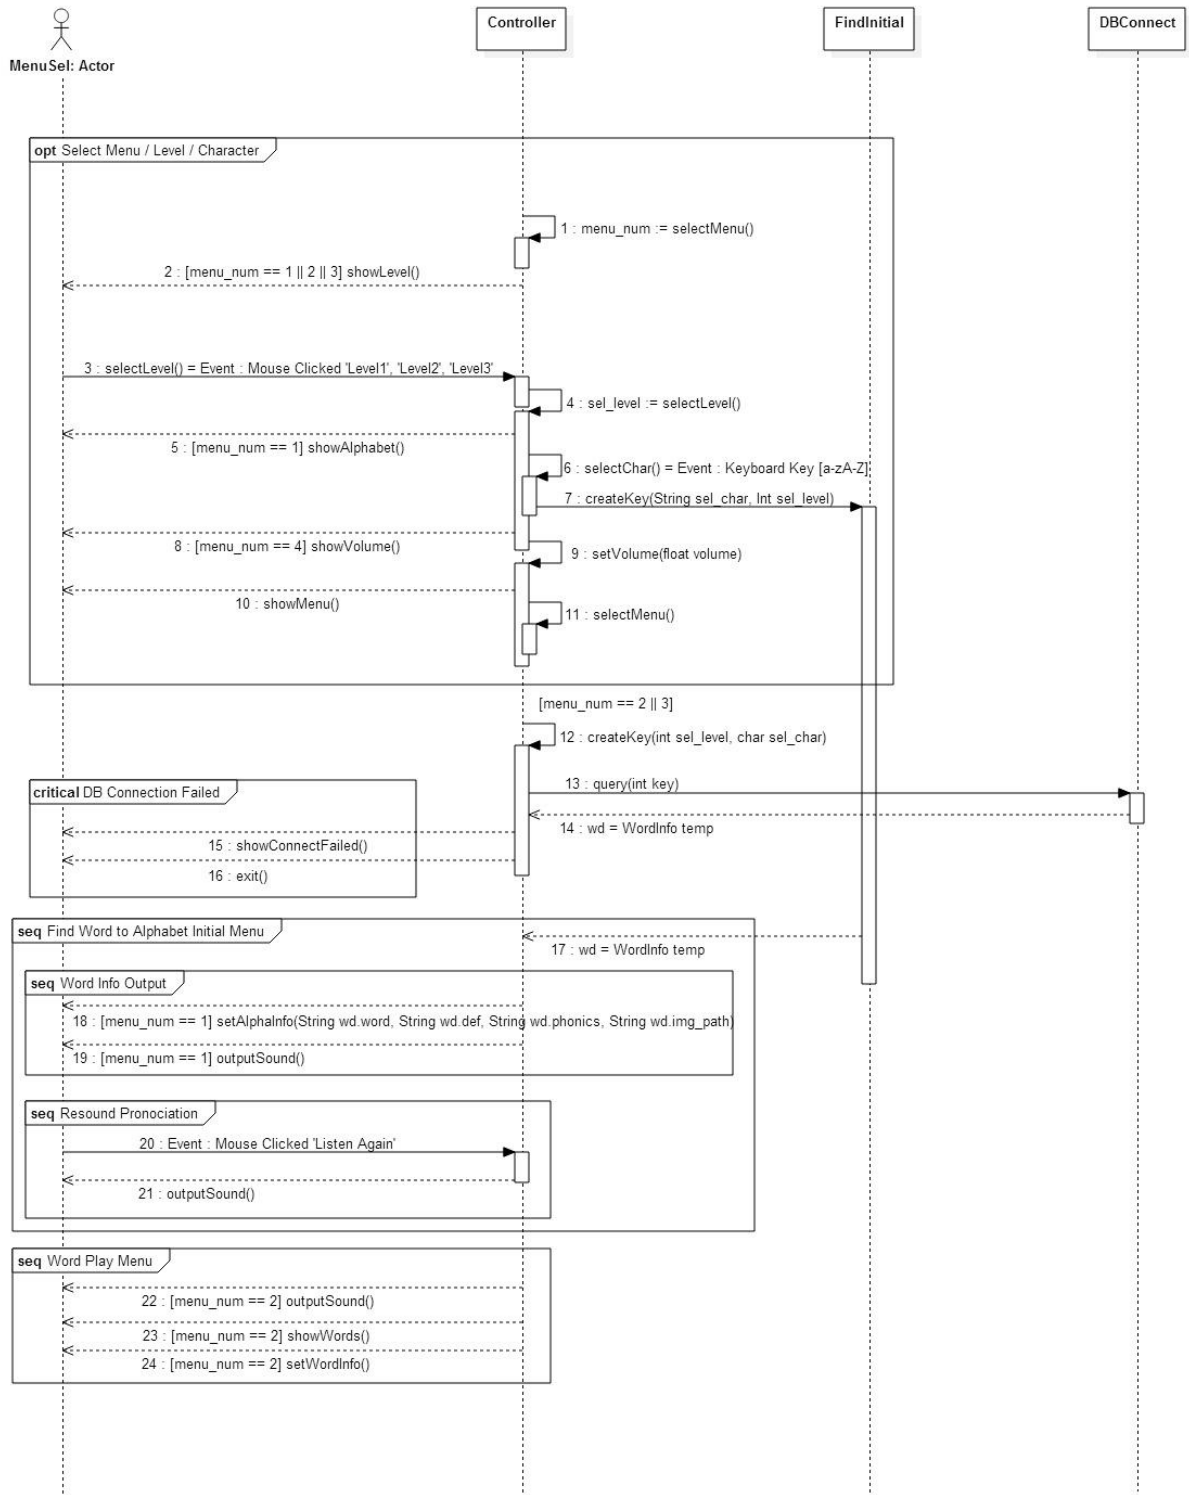 Controller
FindInitial
DBConnect
MenuSel: Actor
opt Select Menu / Level / Character
1 : menu_num := selectMenu()
2 : [menu_num == 1 || 2 || 3] showLevel()
3 : selectLevel() = Event : Mouse Clicked 'Level1', 'Level2', 'Level3'
4 : sel_level := selectLevel()
5 : [menu_num == 1] showAlphabet()
6 : selectChar() = Event : Keyboard Key [a-zA-Z]
7 : createKey(String sel_char, Int sel_level)
8 : [menu_num == 4] showVolume()
9 : setVolume(float volume)
10 : showMenu()
11 : selectMenu()
[menu_num == 2 || 3]
12 : createKey(int sel_level, char sel_char)
13 : query(int key)
critical DB Connection Failed
14 : wd = WordInfo temp
15 : showConnectFailed()
16 : exit()
seq Find Word to Alphabet Initial Menu
17 : wd = WordInfo temp
seq Word Info Output
18 : [menu_num == 1] setAlphaInfo(String wd.word, String wd.def, String wd.phonics, String wd.img_path)
19 : [menu_num == 1] outputSound()
seq Resound Pronociation
20 : Event : Mouse Clicked 'Listen Again'
21 : outputSound()
seq Word Play Menu
22 : [menu_num == 2] outputSound()
23 : [menu_num == 2] showWords()
24 : [menu_num == 2] setWordInfo()